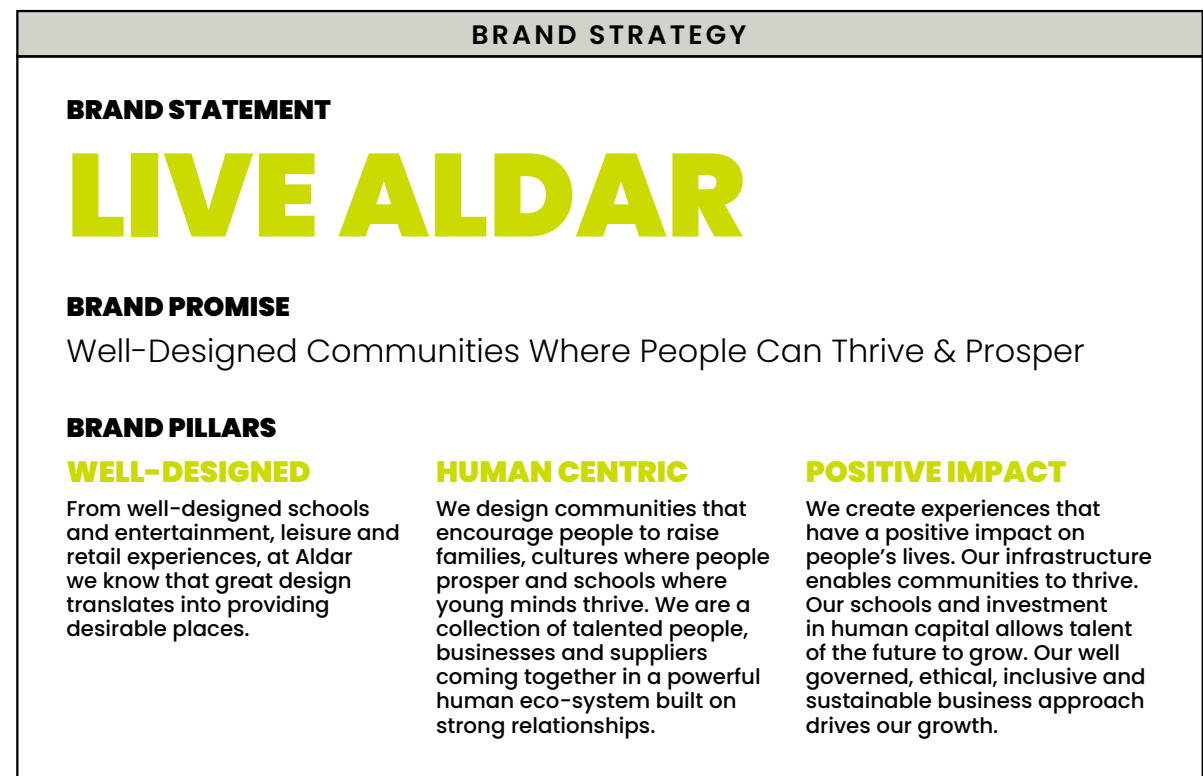 BRAND STRATEGY
BRAND STATEMENT
LIVE ALDAR
BRAND PROMISE
Well-Designed Communities Where People Can Thrive & Prosper
BRAND PILLARS
WELL-DESIGNED
From well-designed schools
and entertainment, leisure and
retail experiences, at Aldar
we know that great design
translates into providing
desirable places.
HUMAN CENTRIC
We design communities that
encourage people to raise
families, cultures where people
prosper and schools where
young minds thrive. We are a
collection of talented people,
businesses and suppliers
coming together in a powerful
human eco-system built on
strong relationships.
POSITIVE IMPACT
We create experiences that
have a positive impact on
people’s lives. Our infrastructure
enables communities to thrive.
Our schools and investment
in human capital allows talent
of the future to grow. Our well
governed, ethical, inclusive and
sustainable business approach
drives our growth.